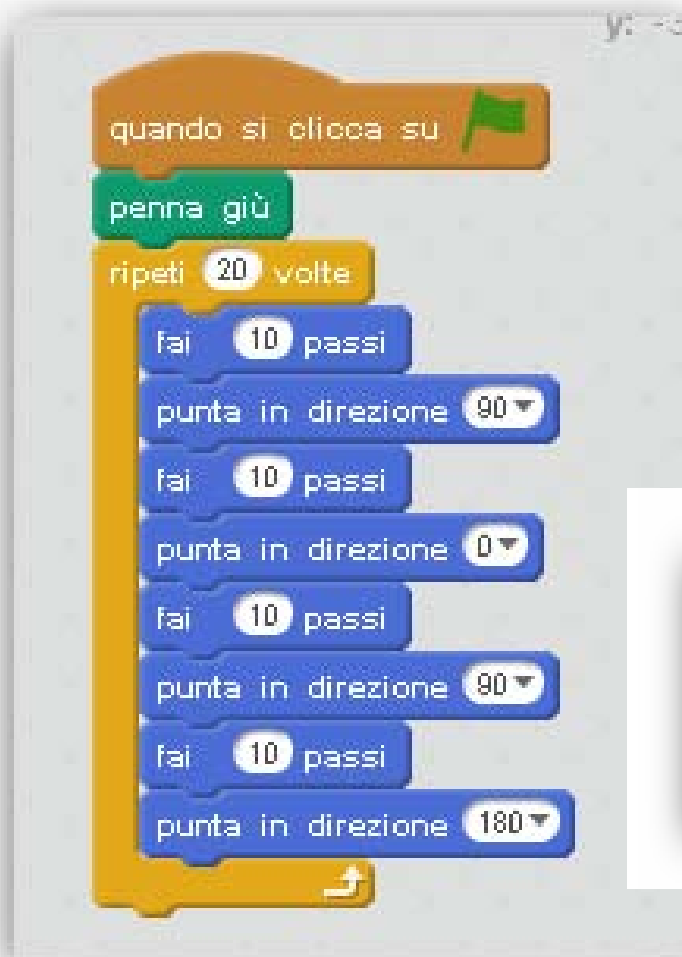 y:
quando si clicca su
penna giù
ripeti 20 volte
fai 10 passi
punta in direzione 90
fai 10 passi
punta in direzione 0
fai 10 passi
punta in direzione 90
fai 10 passi
punta in direzione 180